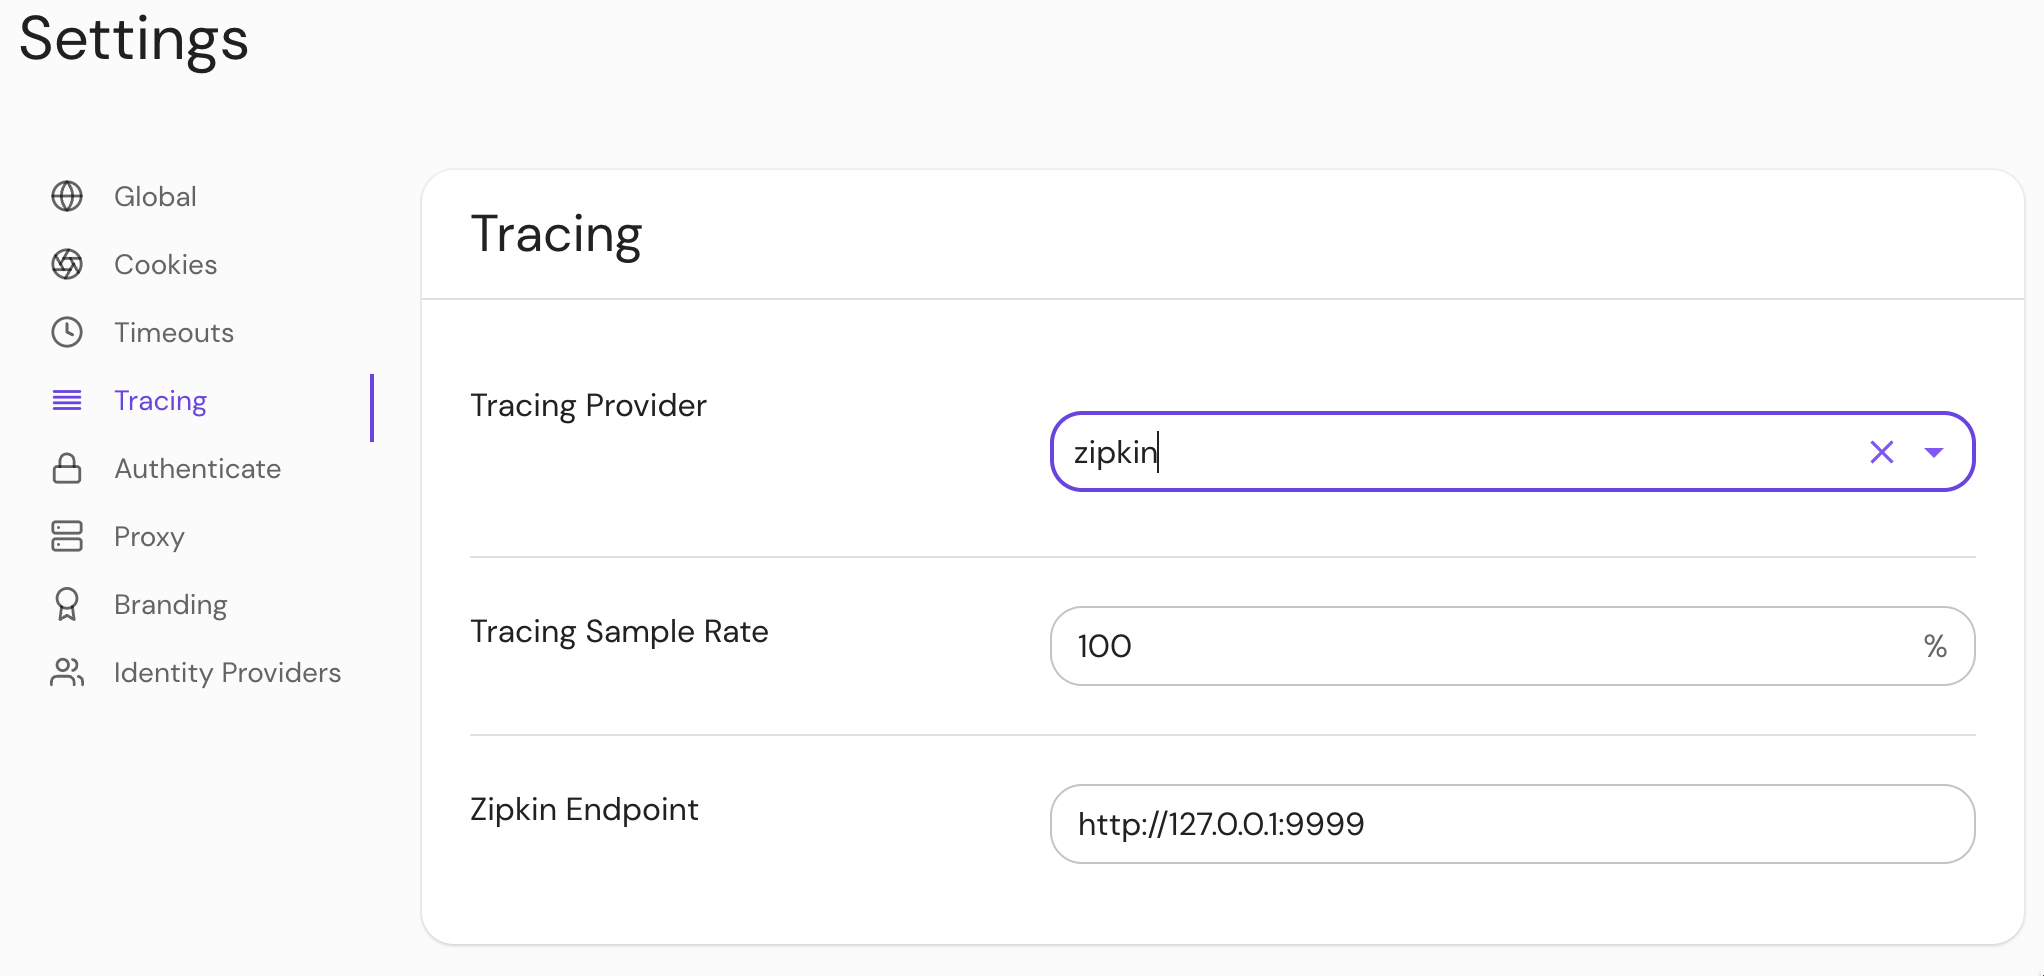 Settings
Global
Cookies
Timeouts
Tracing
Authenticate
Proxy
Branding
Identity Providers
Tracing
Tracing Provider
zipkin
Tracing Sample Rate
100 %
Zipkin Endpoint
http://127.0.0.1:9999